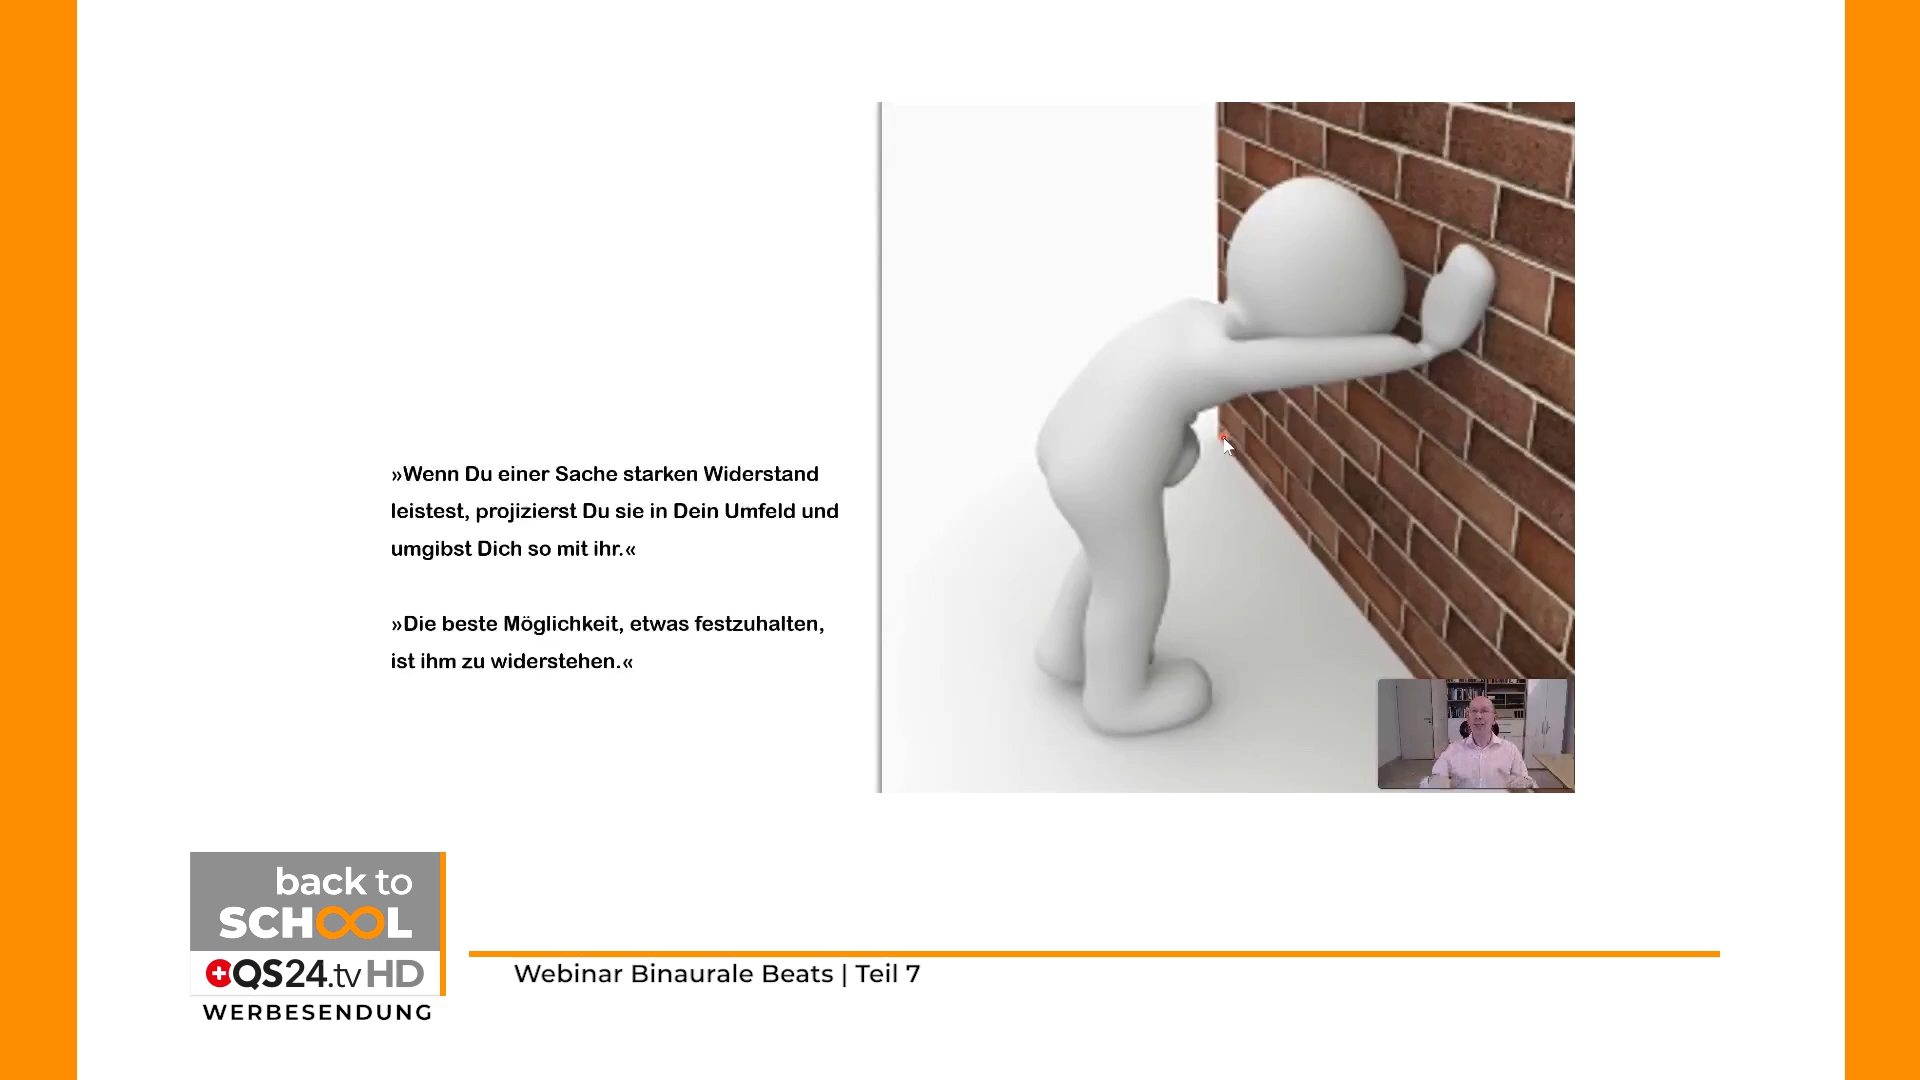 »Wenn Du einer Sache starken Widerstand
leistest, projizierst Du sie in Dein Umfeld und
umgibst Dich so mit ihr.«
»Die beste Möglichkeit, etwas festzuhalten,
ist ihm zu widerstehen.«
back to
SCHOOL
QS24.tv HD
WERBESENDUNG
Webinar Binaurale Beats | Teil 7